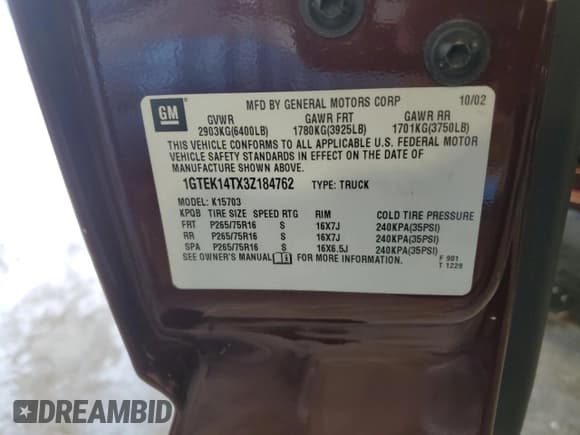 GM
MFD BY GENERAL MOTORS CORP 10/02
GVWR GAWR FRT GAWR RR
2903KG(6400LB) 1780KG(3925LB) 1701KG(3750LB)
THIS VEHICLE CONFORMS TO ALL APPLICABLE U.S. FEDERAL MOTOR
VEHICLE SAFETY STANDARDS IN EFFECT ON THE DATE OF
MANUFACTURE SHOWN ABOVE.
1GTEK14TX3Z184762 TYPE: TRUCK
MODEL: K15703
KPQB TIRE SIZE SPEED RTG RIM COLD TIRE PRESSURE
FRT P265/75R16 S 16X7J 240KPA(35PSI)
RR P265/75R16 S 16X7J 240KPA(35PSI)
SPA P265/75R16 S 16X6.5J 240KPA(35PSI)
SEE OWNER'S MANUAL FOR MORE INFORMATION.
F 981
T 1229
DREAMBID